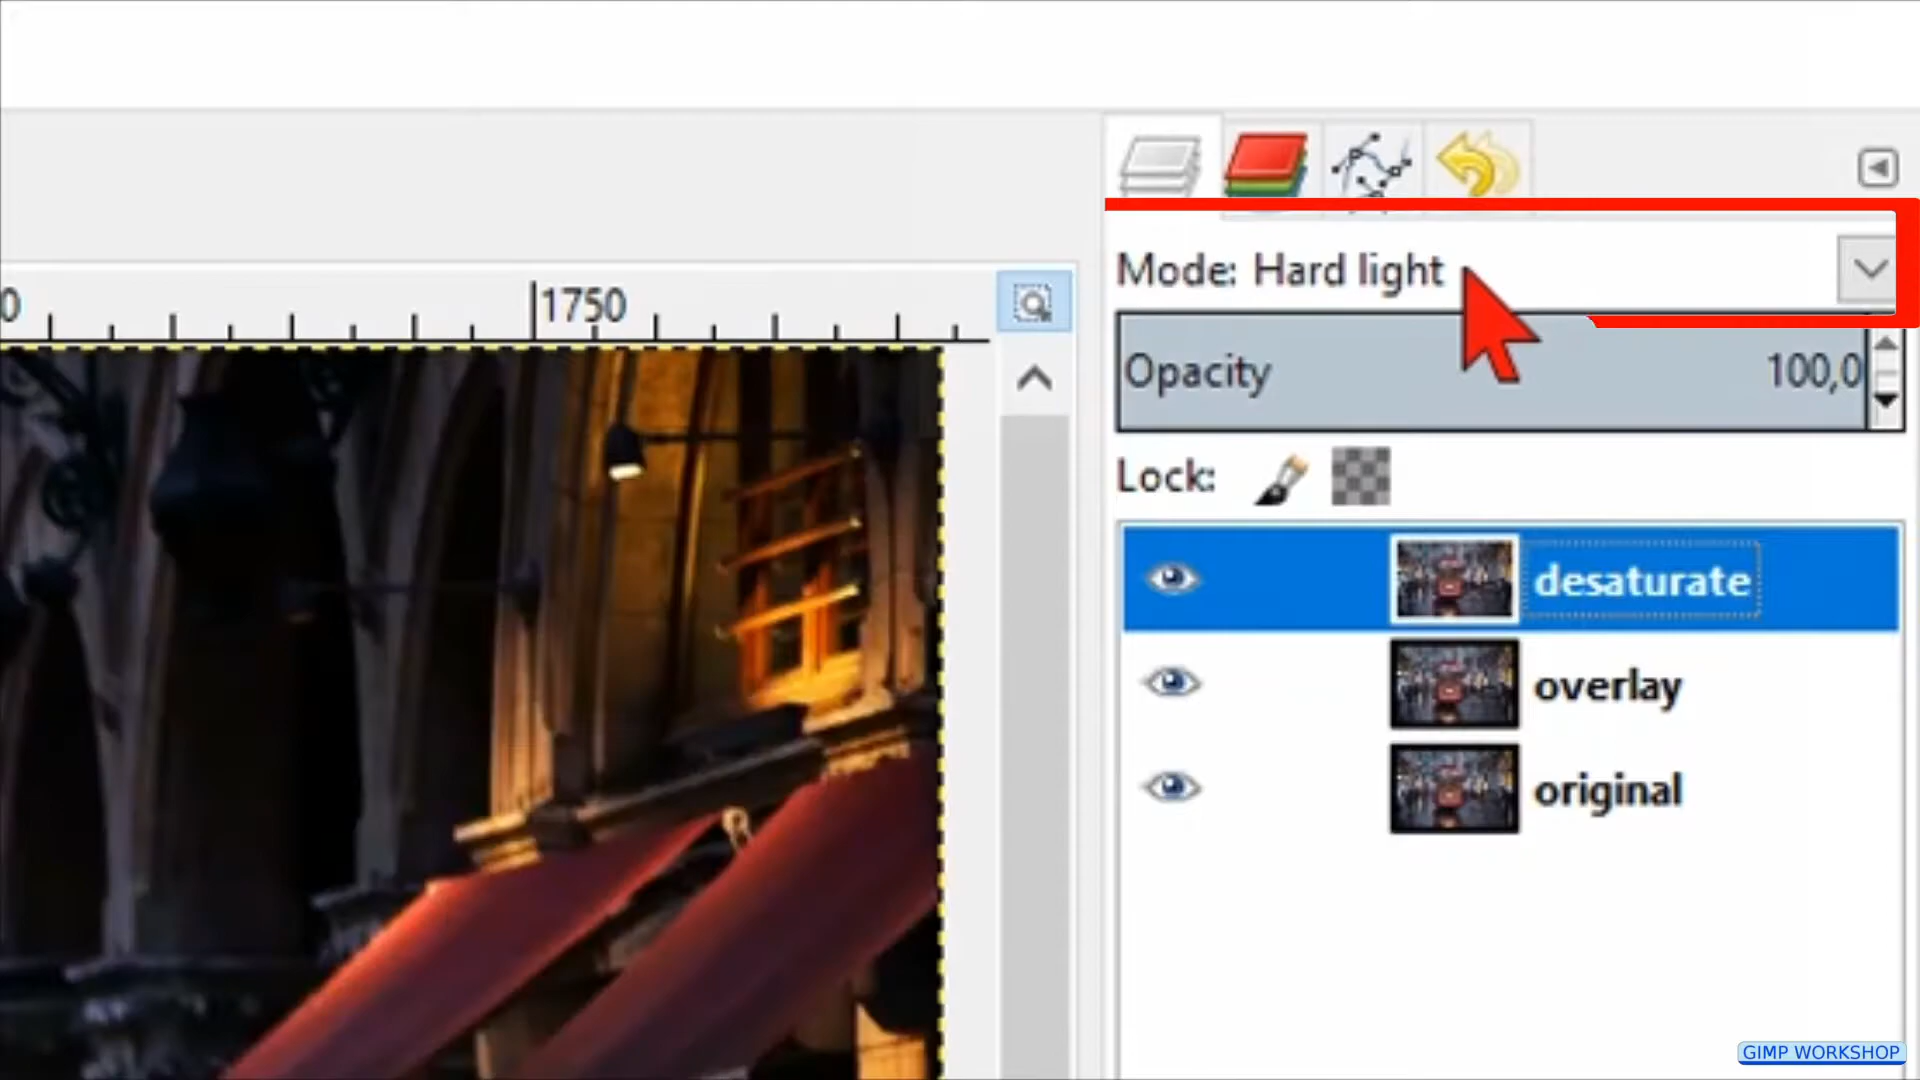 0
1750
Mode: Hard light
Opacity 100,0
Lock:
desaturate
overlay
original
GIMP WORKSHOP